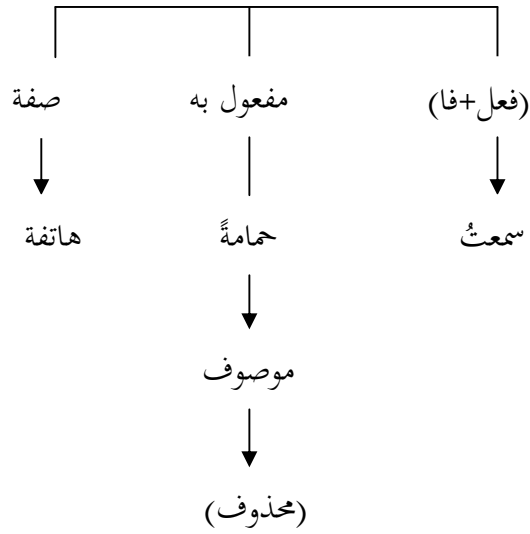 (فعل+فا) مفعول به صفة
سمعتُ حمامةً هاتفة
موصوف
(محذوف)